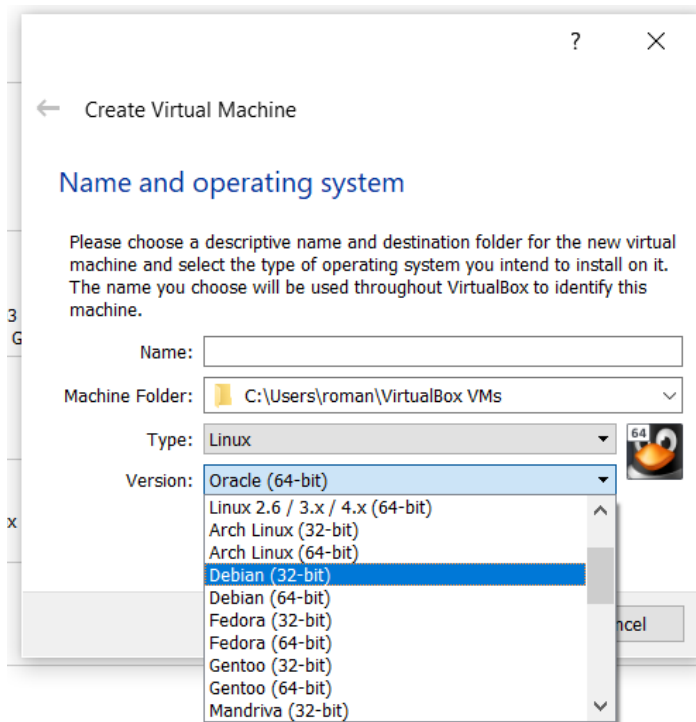 ?
Create Virtual Machine
Name and operating system
Please choose a descriptive name and destination folder for the new virtual
machine and select the type of operating system you intend to install on it.
The name you choose will be used throughout VirtualBox to identify this
machine.
3
G
Name:
Machine Folder: C:\Users\roman\VirtualBox VMs
Type: Linux
64
Version: Oracle (64-bit)
Linux 2.6 / 3.x / 4.x (64-bit)
x
Arch Linux (32-bit)
Arch Linux (64-bit)
Debian (32-bit)
Debian (64-bit)
Fedora (32-bit)
ncel
Fedora (64-bit)
Gentoo (32-bit)
Gentoo (64-bit)
Mandriva (32-bit)